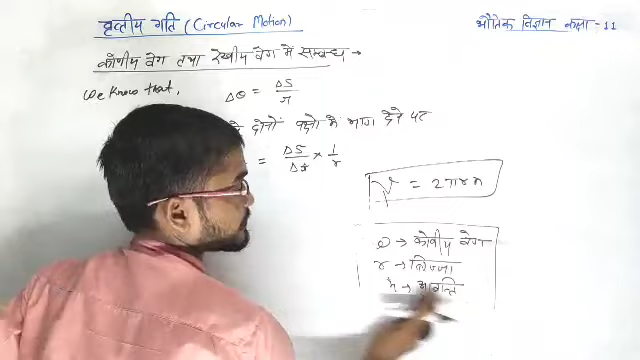 वृत्तीय गति (Circular Motion)
भौतिक विज्ञान कक्षा - 11
कोणीय वेग तथा रेखीय वेग में सम्बन्ध →
We know that,
Δθ = ΔS / r
दोनों पक्षो में भाग देने पर
= ΔS / Δt × 1 / r
v = 2πrn
→ कोणीय वेग
r → त्रिज्या
n → आवृत्ति